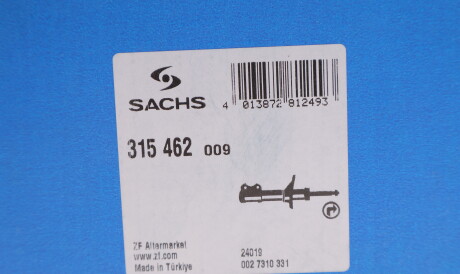 SACHS
4 013872 812493
315 462 009
ZF Aftermarket
www.zf.com
Made in Türkiye
24019
002 7310 331